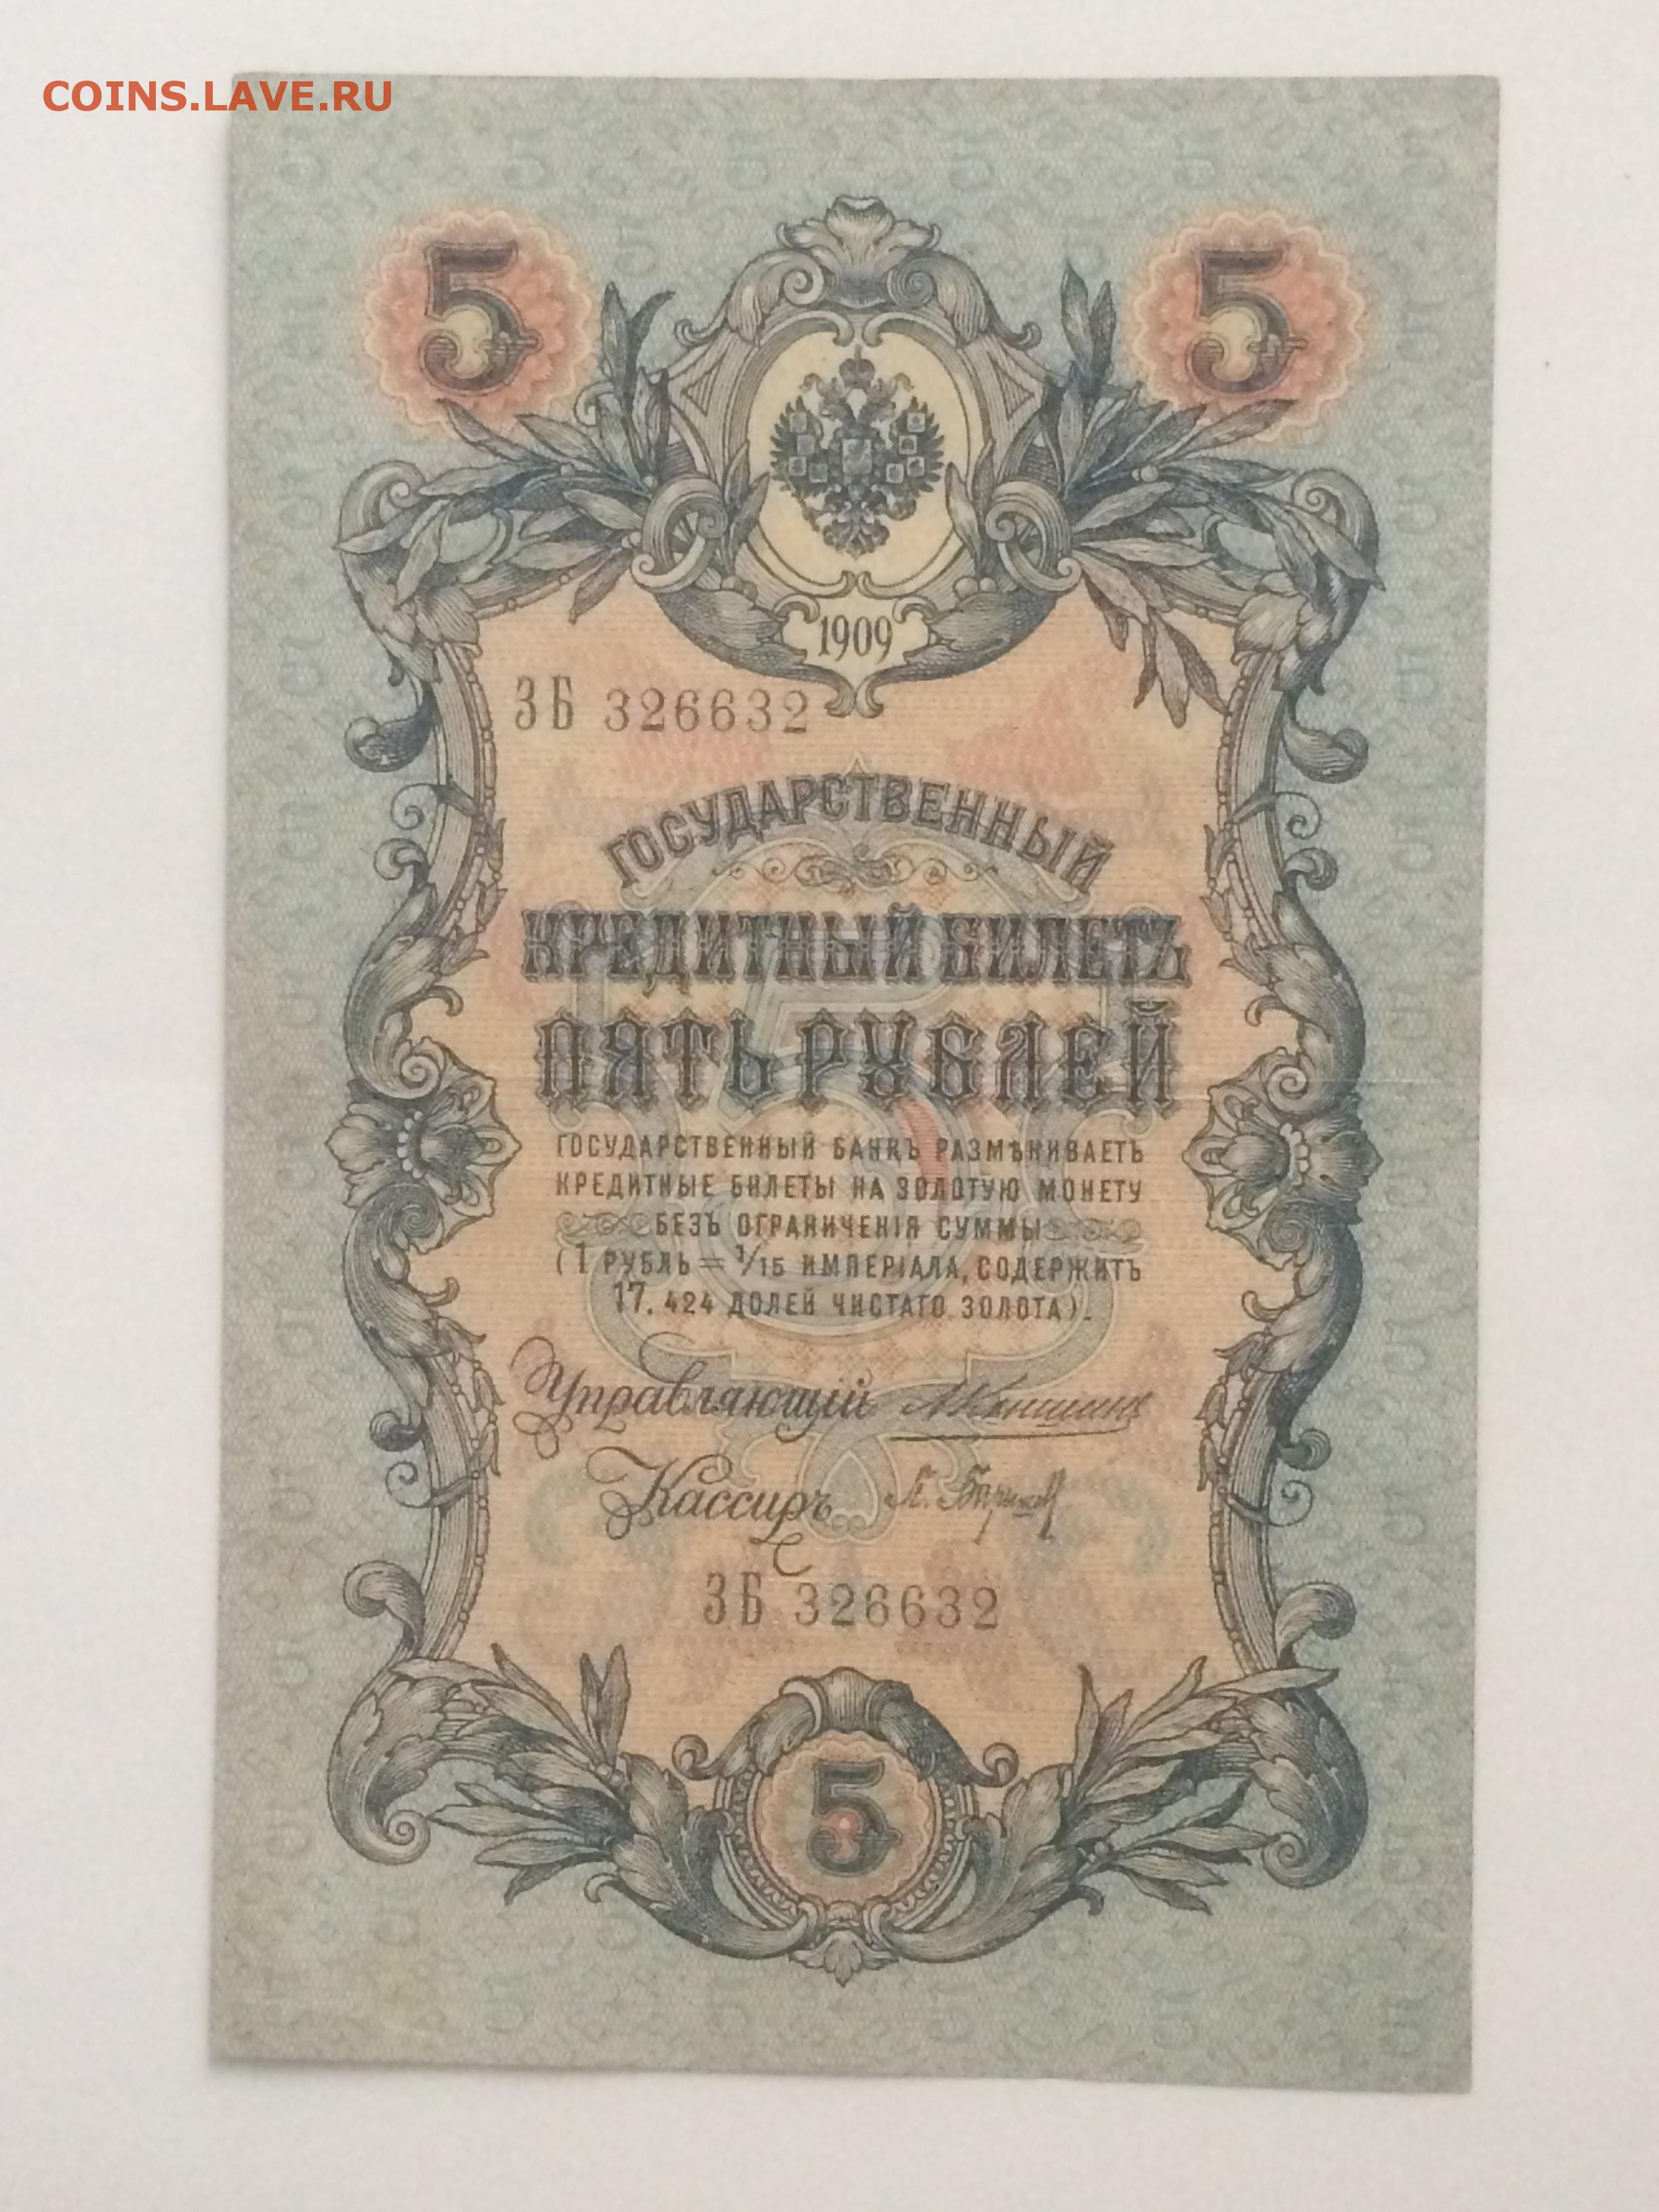 COINS.LAVE.RU
5 5
1909
ЗБ 326632
ГОСУДАРСТВЕННЫЙ
КРЕДИТНЫЙ БИЛЕТЪ
ПЯТЬ РУБЛЕЙ
ГОСУДАРСТВЕННЫЙ БАНКЪ РАЗМѢНИВАЕТЪ
КРЕДИТНЫЕ БИЛЕТЫ НА ЗОЛОТУЮ МОНЕТУ
БЕЗЪ ОГРАНИЧЕНІЯ СУММЫ
(1 РУБЛЬ = 1/15 ИМПЕРІАЛА, СОДЕРЖИТЪ
17.424 ДОЛЕЙ ЧИСТАГО ЗОЛОТА).
Управляющій
Кассиръ
ЗБ 326632
5